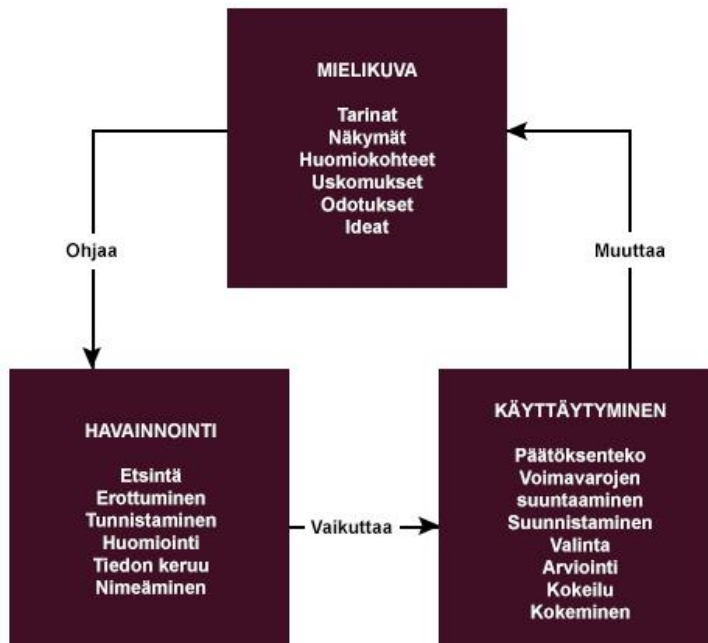 MIELIKUVA
Tarinat
Näkymät
Huomiokohteet
Uskomukset
Odotukset
Ideat
Ohjaa
Muuttaa
HAVAINNOINTI
Etsintä
Erottuminen
Tunnistaminen
Huomiointi
Tiedon keruu
Nimeäminen
Vaikuttaa
KÄYTTÄYTYMINEN
Päätöksenteko
Voimavarojen
suuntaaminen
Suunnistaminen
Valinta
Arviointi
Kokeilu
Kokeminen